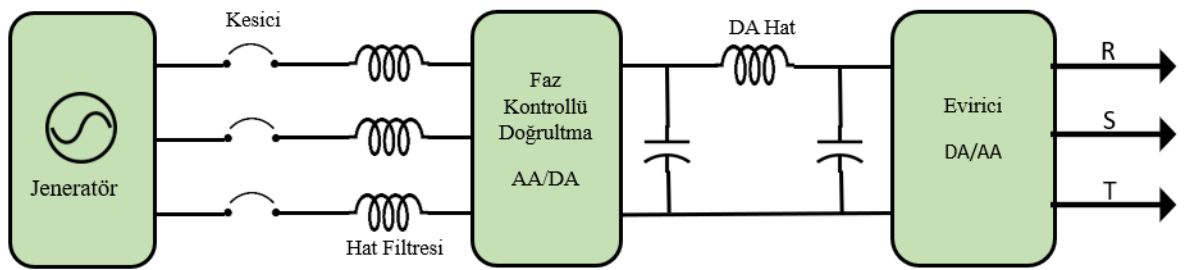 Jeneratör
Kesici
Hat Filtresi
Faz
Kontrollü
Doğrultma
AA/DA
DA Hat
Evirici
DA/AA
R
S
T